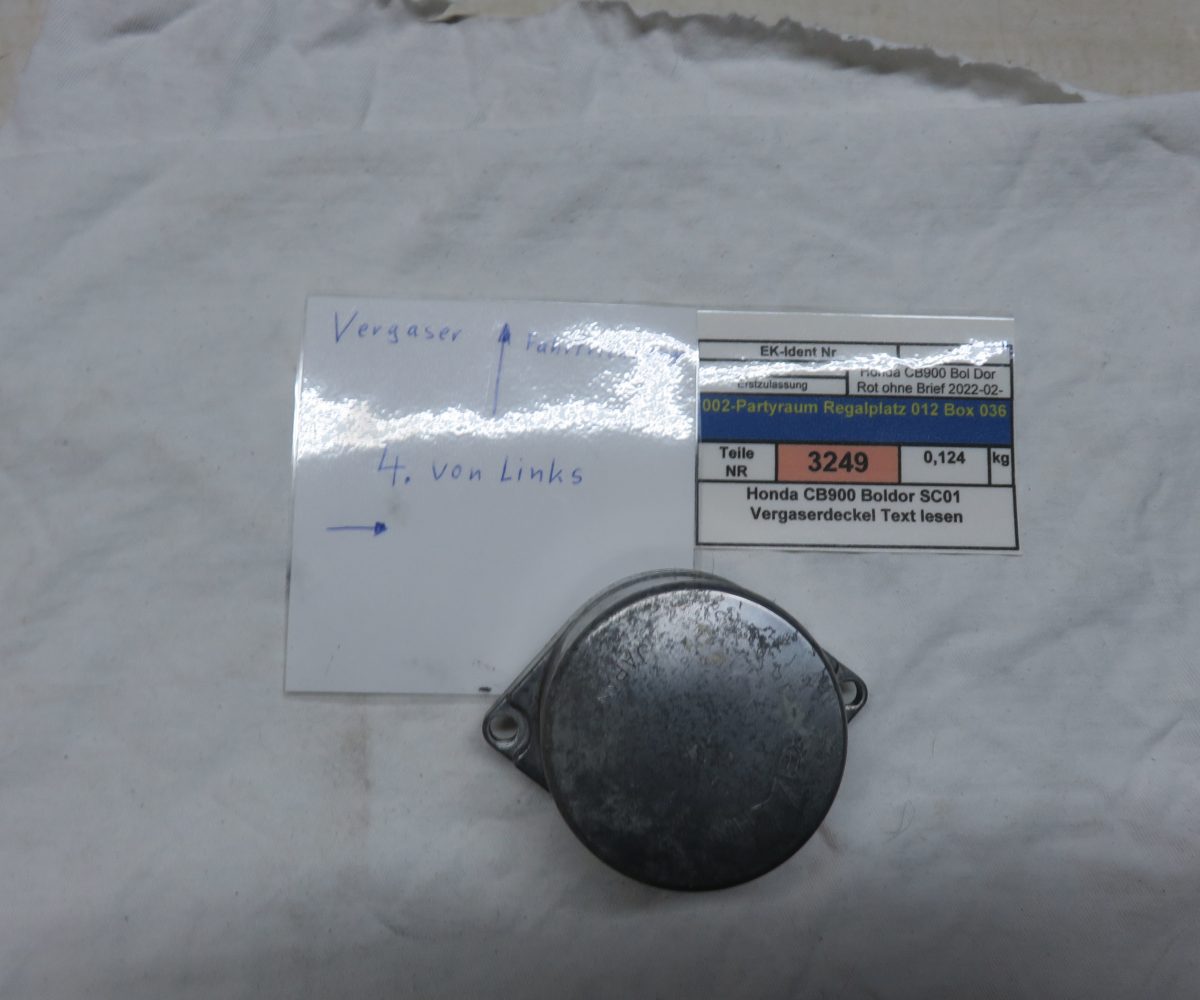 Vergaser
4. von Links
EK-Ident Nr
Honda CB900 Bol Dor
Erstzulassung
Rot ohne Brief 2022-02-
002-Partyraum Regalplatz 012 Box 036
Teile NR 3249 0,124 kg
Honda CB900 Boldor SC01
Vergaserdeckel Text lesen